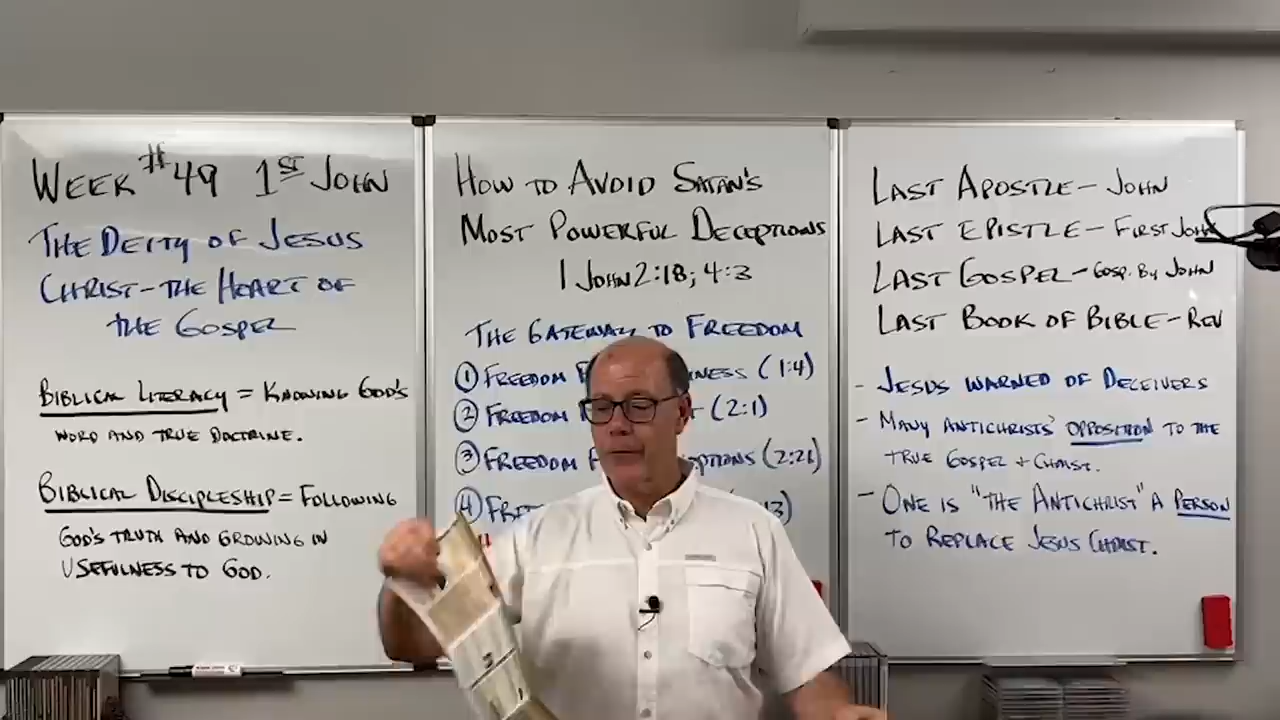 WEEK #49 1ST JOHN
THE DEITY OF JESUS
CHRIST-THE HEART OF
THE GOSPEL
BIBLICAL LITERACY = KNOWING GOD'S
WORD AND TRUE DOCTRINE.
BIBLICAL DISCIPLESHIP = FOLLOWING
GOD'S TRUTH AND GROWING IN
USEFULNESS TO GOD.
HOW TO AVOID SATAN'S
MOST POWERFUL DECEPTIONS
1 JOHN 2:18; 4:3
THE GATEWAY TO FREEDOM
① FREEDOM (1:4)
② FREEDOM (2:1)
③ FREEDOM (2:21)
④
LAST APOSTLE- JOHN
LAST EPISTLE- FIRST JOHN
LAST GOSPEL-GOSP. BY JOHN
LAST BOOK OF BIBLE-REV
- JESUS WARNED OF DECEIVERS
- MANY ANTICHRISTS' OPPOSITION TO THE
TRUE GOSPEL + CHRIST.
- ONE IS "THE ANTICHRIST" A PERSON
TO REPLACE JESUS CHRIST.